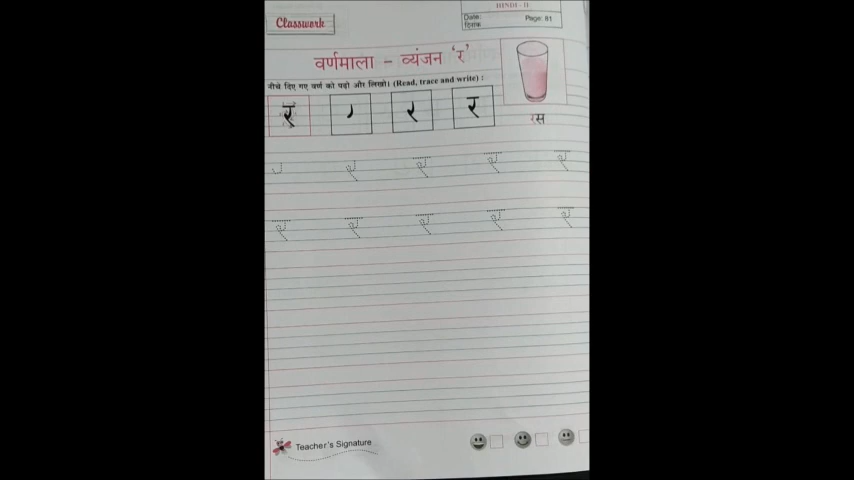 Classwork
HINDI - II
Date:
दिनांक
Page: 81
वर्णमाला - व्यंजन 'र'
नीचे दिए गए वर्ण को पढ़ो और लिखो। (Read, trace and write) :
र र र
रस
र र र र
र र र र र
Teacher's Signature